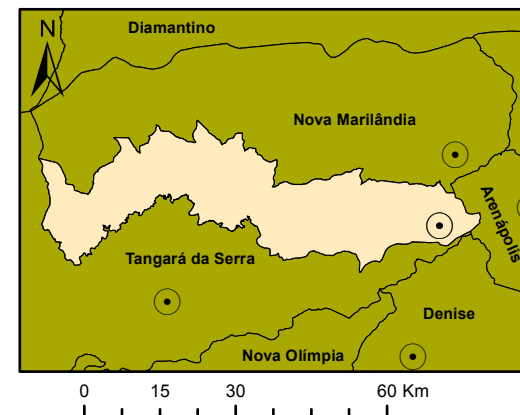 Diamantino
N
Nova Marilândia
Arenápolis
Tangará da Serra
Denise
Nova Olímpia
0 15 30 60 Km